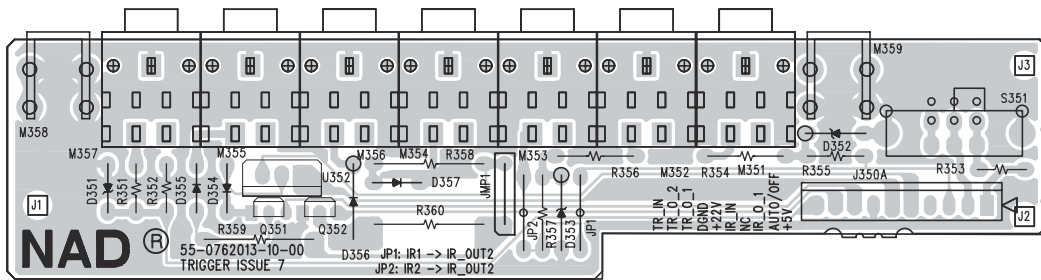 M359
J3
S351
M358
D352
M357
M355
M356
M354
R358
M353
R356
M352
R354
M351
R355
J350A
R353
D351
R351
R352
D355
D354
U352
D357
JMP1
J1
R360
J2
R359
Q351
Q352
JP2
R357
D353
JP1
TR_IN
TR_O_2
TR_O_1
DGND
+22V
IR_IN
NC
IR_O_1
AUTO/OFF
+5V
NAD ®
55-0762013-10-00
TRIGGER ISSUE 7
D356
JP1: IR1 -> IR_OUT2
JP2: IR2 -> IR_OUT2